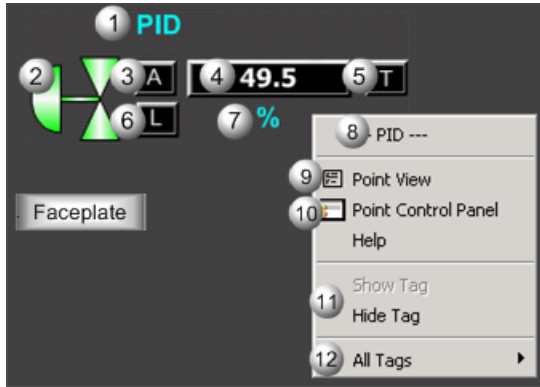 1 PID
2 3 A 4 49.5 5 T
6 L 7 %
8 - PID ---
9 Point View
Faceplate 10 Point Control Panel
Help
Show Tag
11 Hide Tag
12 All Tags